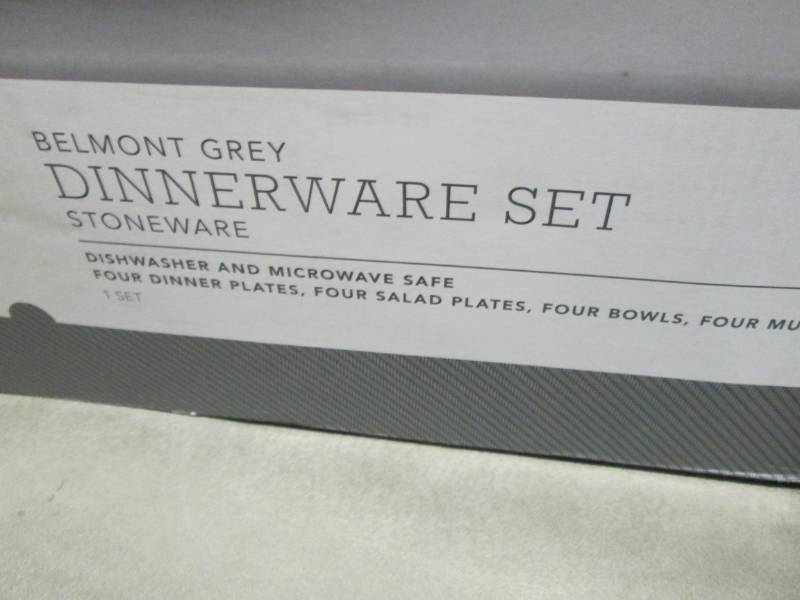 BELMONT GREY
DINNERWARE SET
STONEWARE
DISHWASHER AND MICROWAVE SAFE
FOUR DINNER PLATES, FOUR SALAD PLATES, FOUR BOWLS, FOUR MU
1 SET